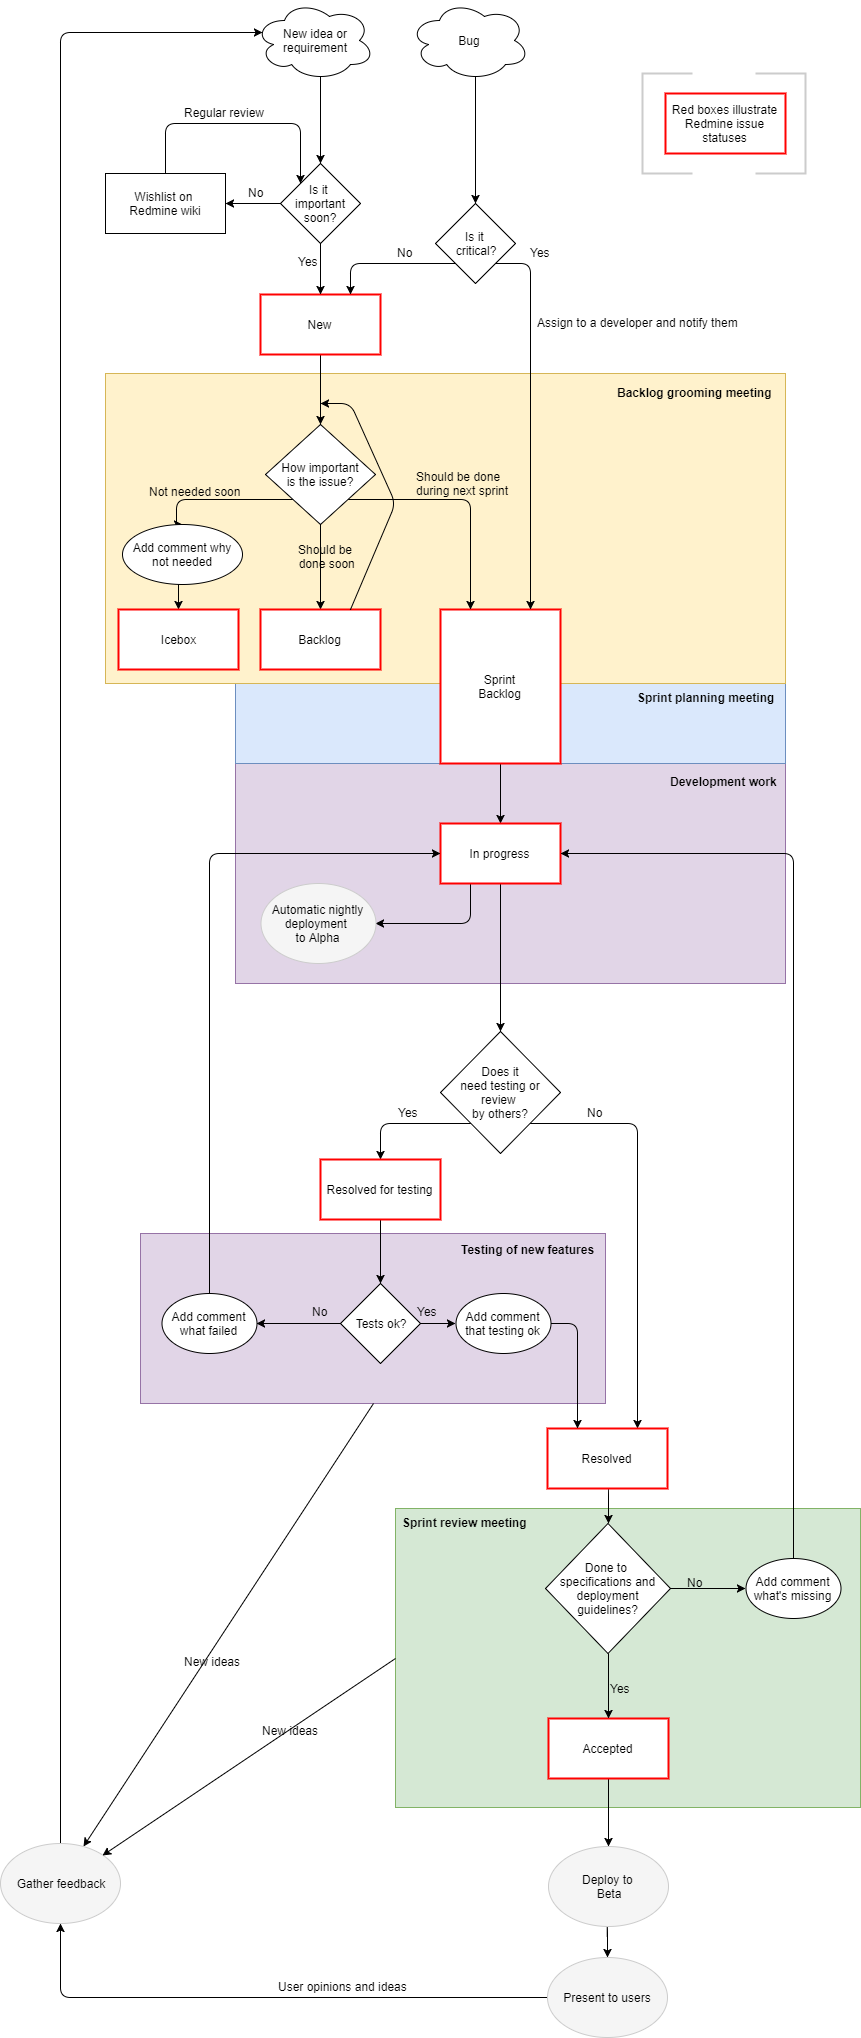 New idea or
requirement
Bug
Red boxes illustrate
Redmine issue
statuses
Regular review
Wishlist on
Redmine wiki
No
Is it
important
soon?
Yes
Is it
critical?
No
Yes
New
Assign to a developer and notify them
Backlog grooming meeting
How important
is the issue?
Not needed soon
Should be done
during next sprint
Add comment why
not needed
Should be
done soon
Icebox
Backlog
Sprint
Backlog
Sprint planning meeting
Development work
In progress
Automatic nightly
deployment
to Alpha
Does it
need testing or
review
by others?
Yes
No
Resolved for testing
Testing of new features
Add comment
what failed
No
Tests ok?
Yes
Add comment
that testing ok
Resolved
Sprint review meeting
Done to
specifications and
deployment
guidelines?
No
Add comment
what's missing
New ideas
Yes
New ideas
Accepted
Gather feedback
Deploy to
Beta
User opinions and ideas
Present to users